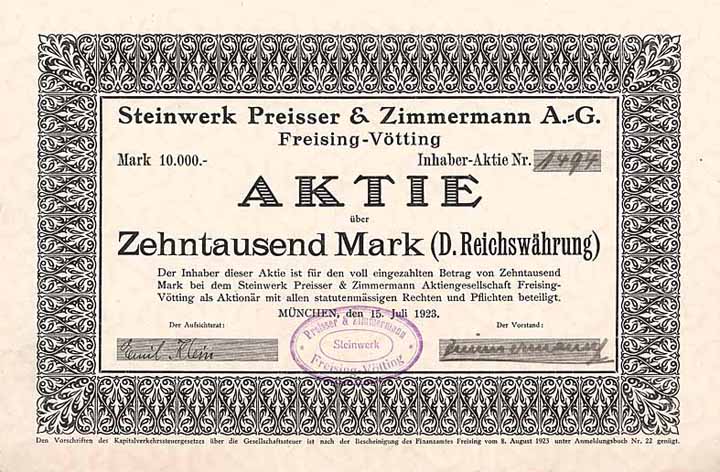 Steinwerk Preisser & Zimmermann A.=G.
Freising-Vötting
Mark 10.000.- Inhaber-Aktie Nr. 1494
AKTIE
über
Zehntausend Mark (D. Reichswährung)
Der Inhaber dieser Aktie ist für den voll eingezahlten Betrag von Zehntausend
Mark bei dem Steinwerk Preisser & Zimmermann Aktiengesellschaft Freising-
Vötting als Aktionär mit allen statutenmässigen Rechten und Pflichten beteiligt.
MÜNCHEN, den 15. Juli 1923.
Der Aufsichtsrat: Der Vorstand:
Preisser & Zimmermann
Steinwerk
Freising-Vötting
Emil Klein
Den Vorschriften des Kapitalverkehrssteuergesetzes über die Gesellschaftssteuer ist nach der Bescheinigung des Finanzamtes Freising vom 8. August 1923 unter Anmeldungsbuch Nr. 22 genügt.